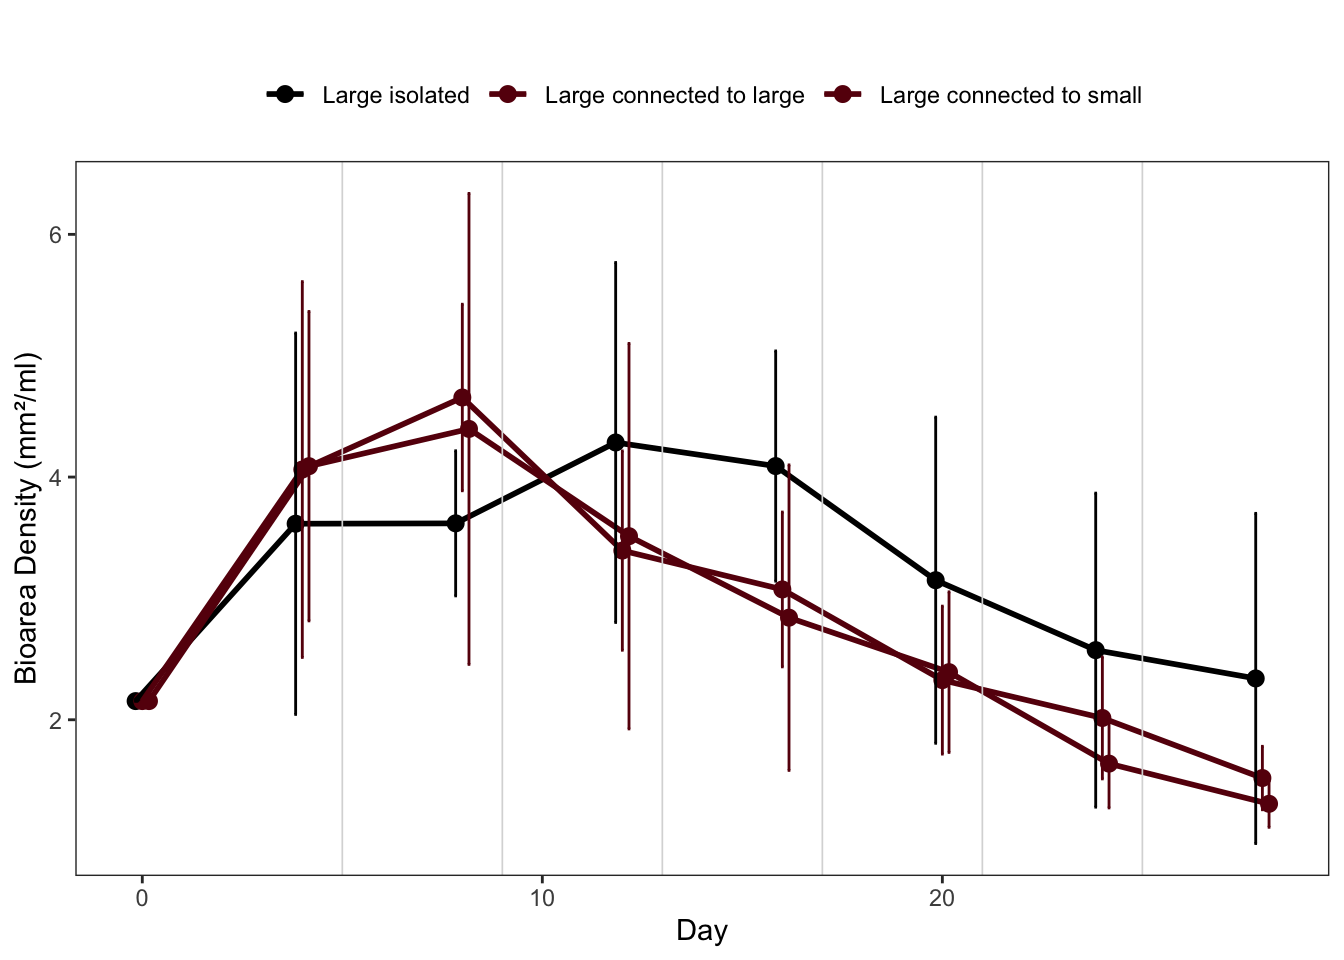 Large isolated Large connected to large Large connected to small
6
4
2
Bioarea Density (mm²/ml)
0 10 20
Day